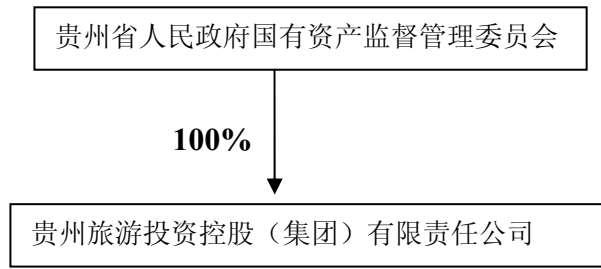 贵州省人民政府国有资产监督管理委员会
100%
贵州旅游投资控股（集团）有限责任公司